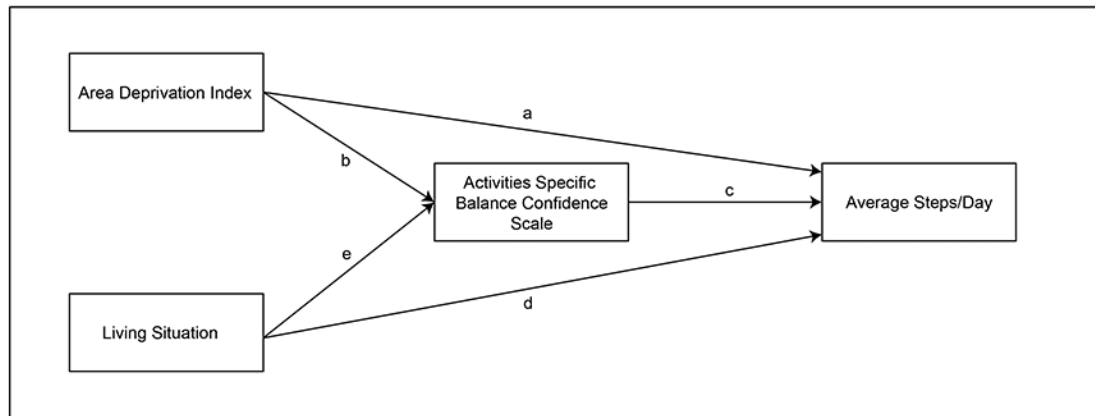 Area Deprivation Index
a
b
Activities Specific
Balance Confidence
Scale
c
Average Steps/Day
e
d
Living Situation